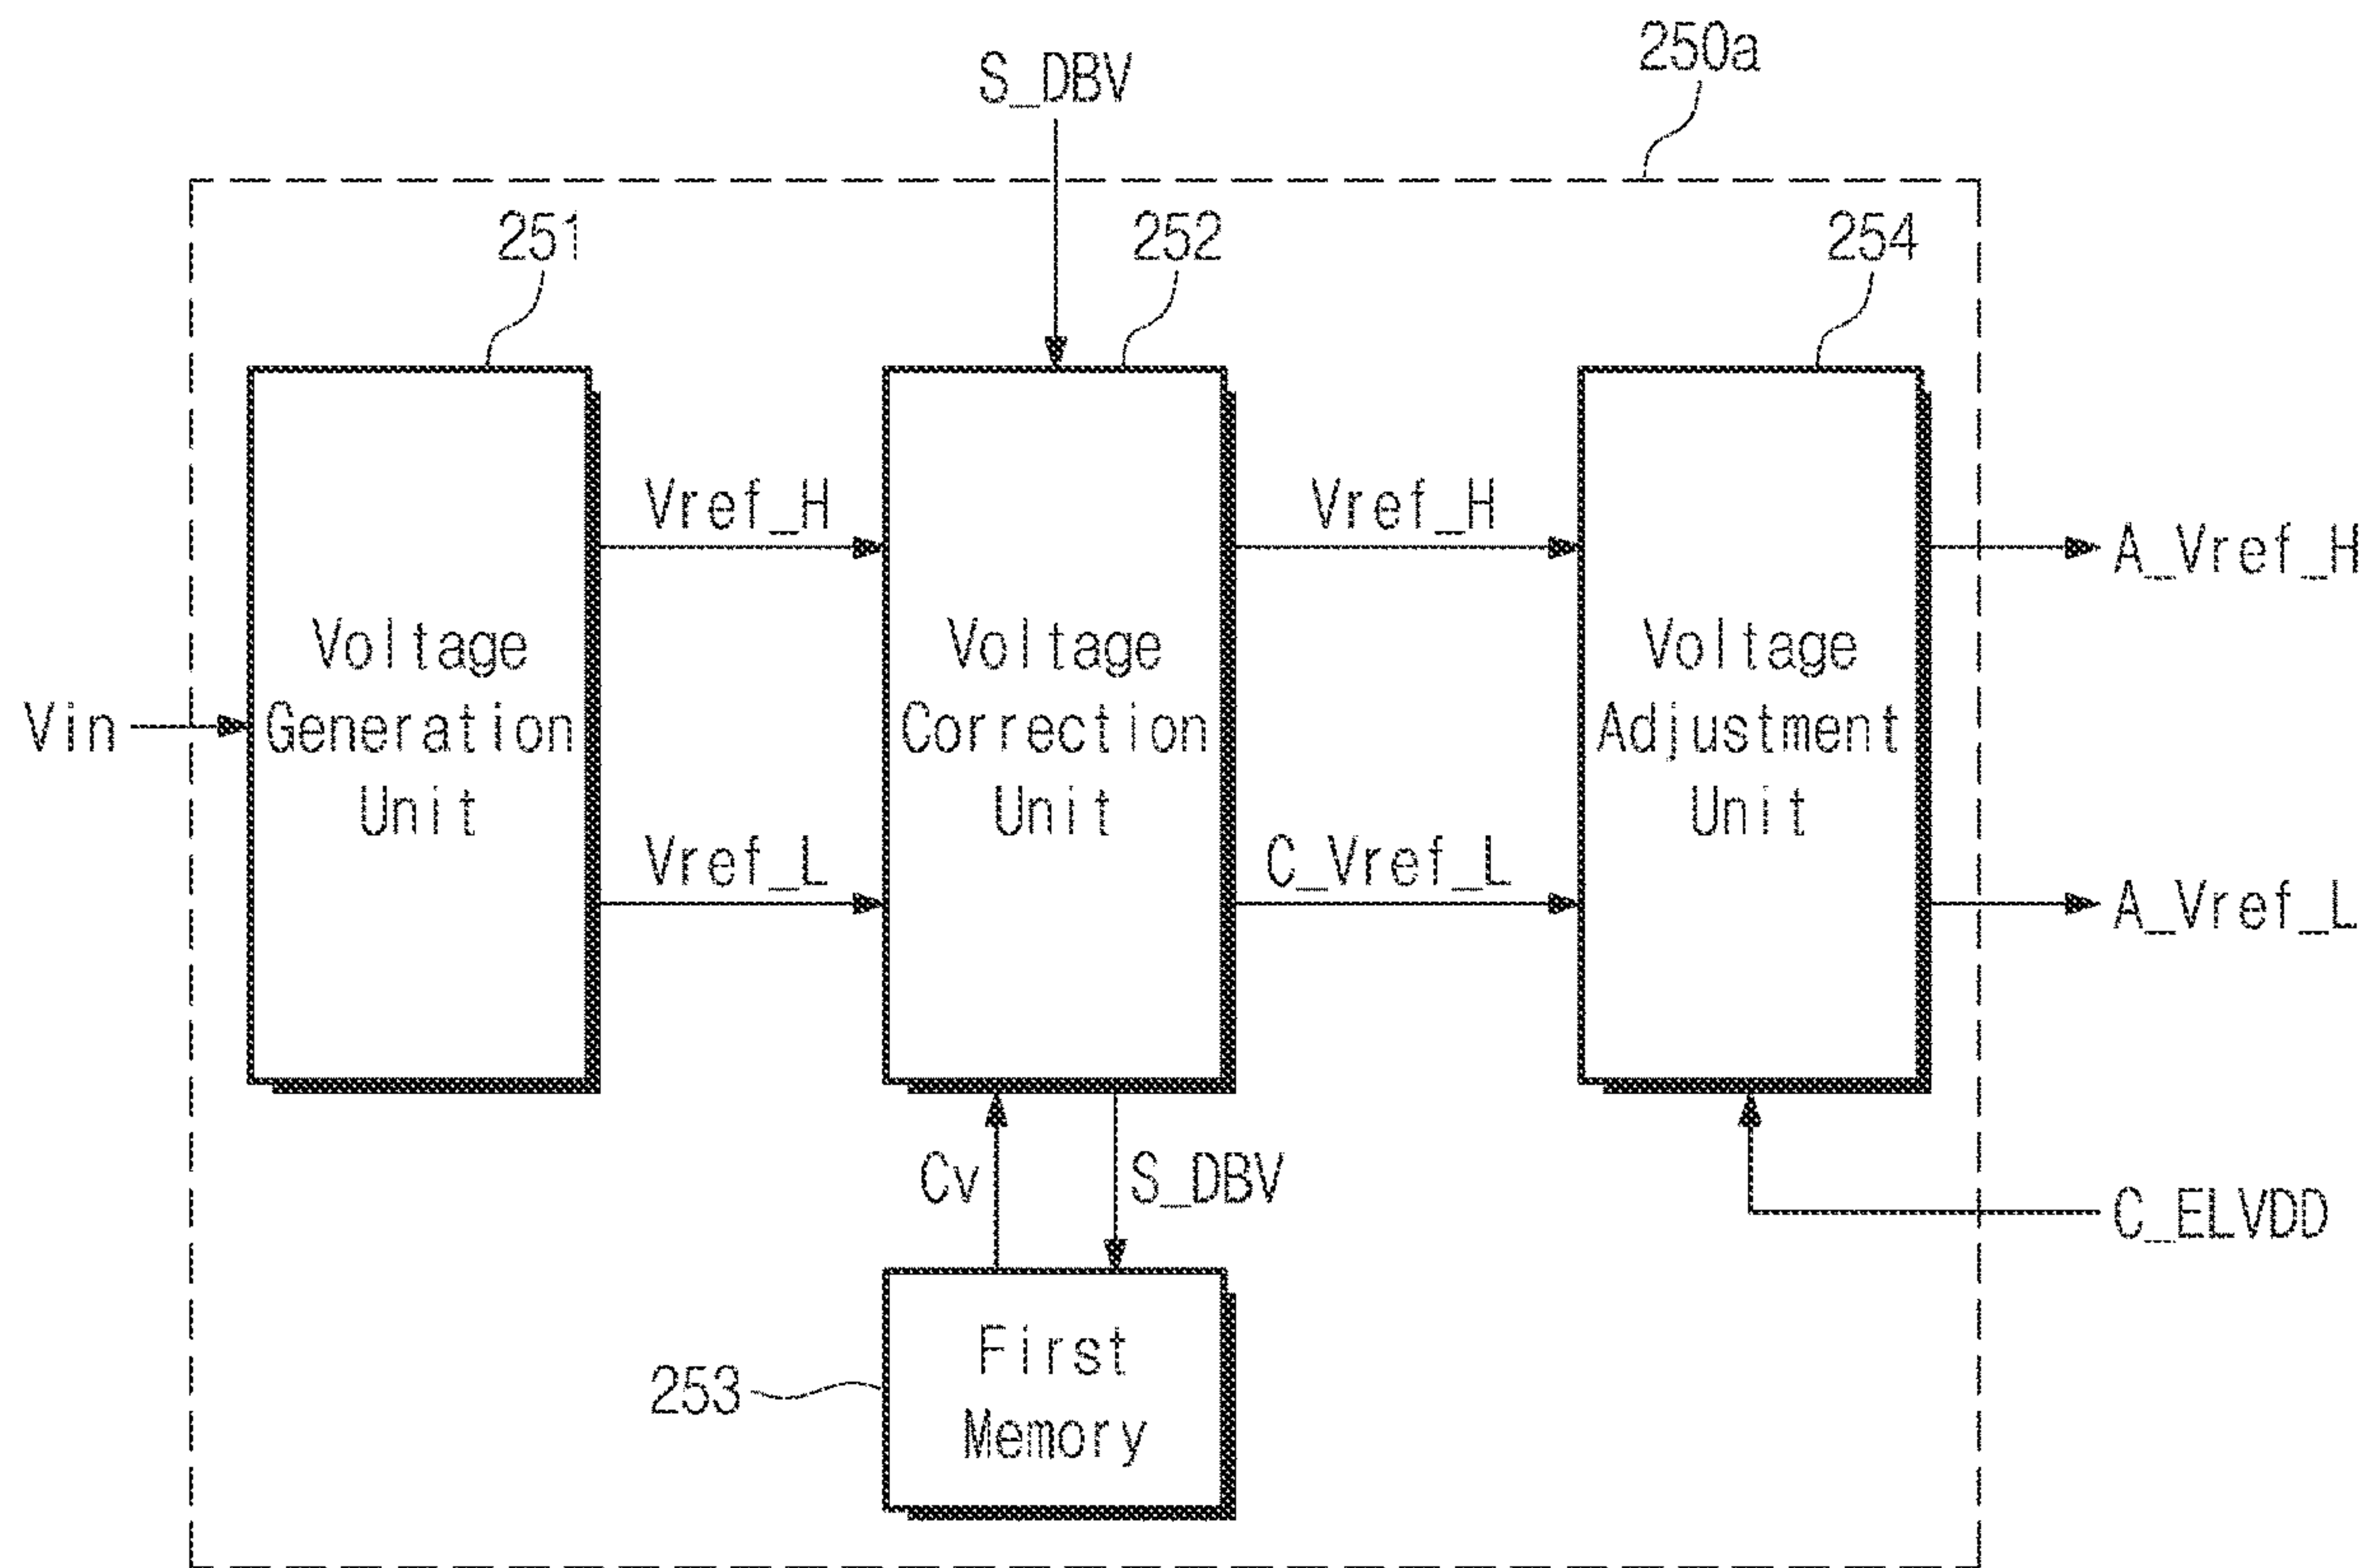 250a
S_DBV
251
252
254
Vref_H
Vref_H
A_Vref_H
Voltage
Generation
Unit
Voltage
Correction
Unit
Voltage
Adjustment
Unit
Vin
Vref_L
C_Vref_L
A_Vref_L
Cv
S_DBV
C_ELVDD
First
Memory
253